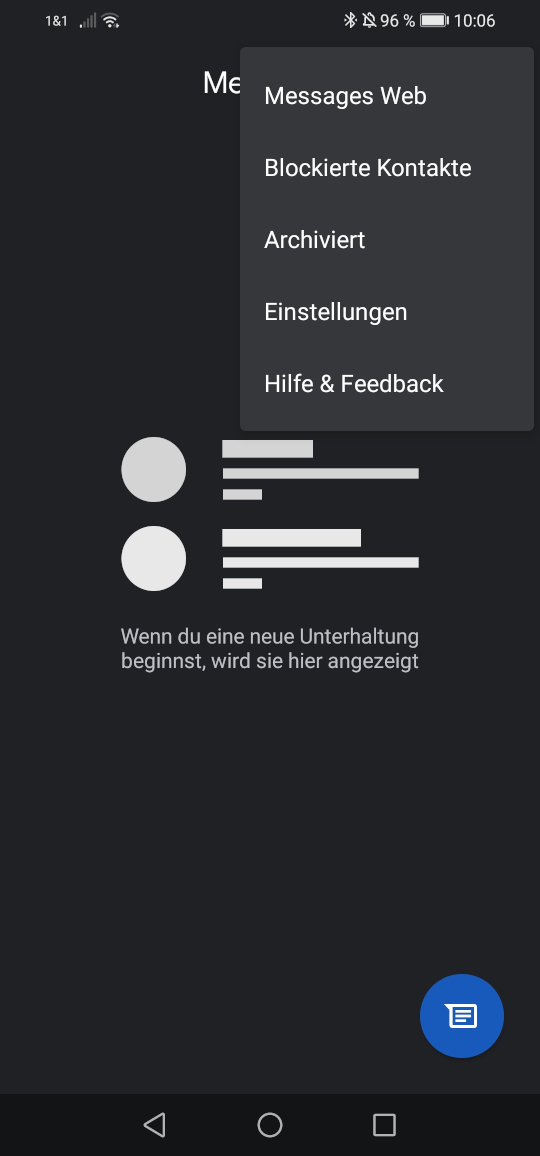 1&1 96 % 10:06
Me
Messages Web
Blockierte Kontakte
Archiviert
Einstellungen
Hilfe & Feedback
Wenn du eine neue Unterhaltung
beginnst, wird sie hier angezeigt